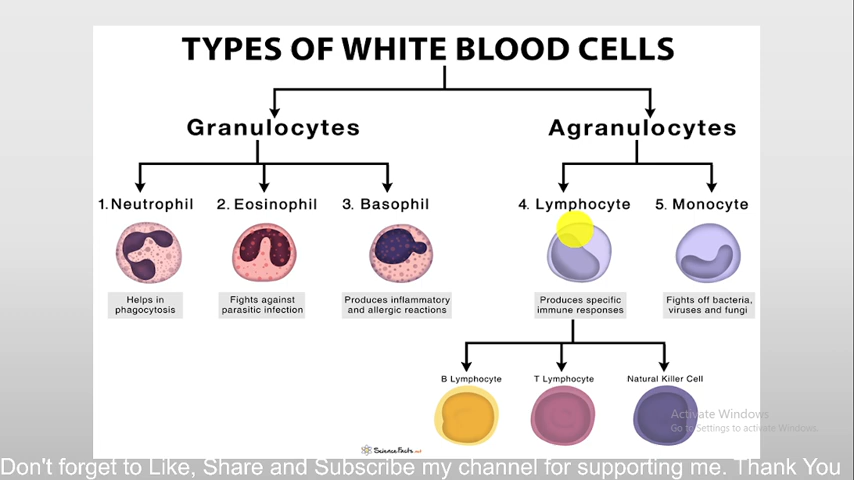 TYPES OF WHITE BLOOD CELLS
Granulocytes
Agranulocytes
1. Neutrophil
2. Eosinophil
3. Basophil
4. Lymphocyte
5. Monocyte
Helps in
phagocytosis
Fights against
parasitic infection
Produces inflammatory
and allergic reactions
Produces specific
immune responses
Fights off bacteria,
viruses and fungi
B Lymphocyte
T Lymphocyte
Natural Killer Cell
Activate Windows
Go to Settings to activate Windows.
ScienceFacts.net
Don't forget to Like, Share and Subscribe my channel for supporting me. Thank You